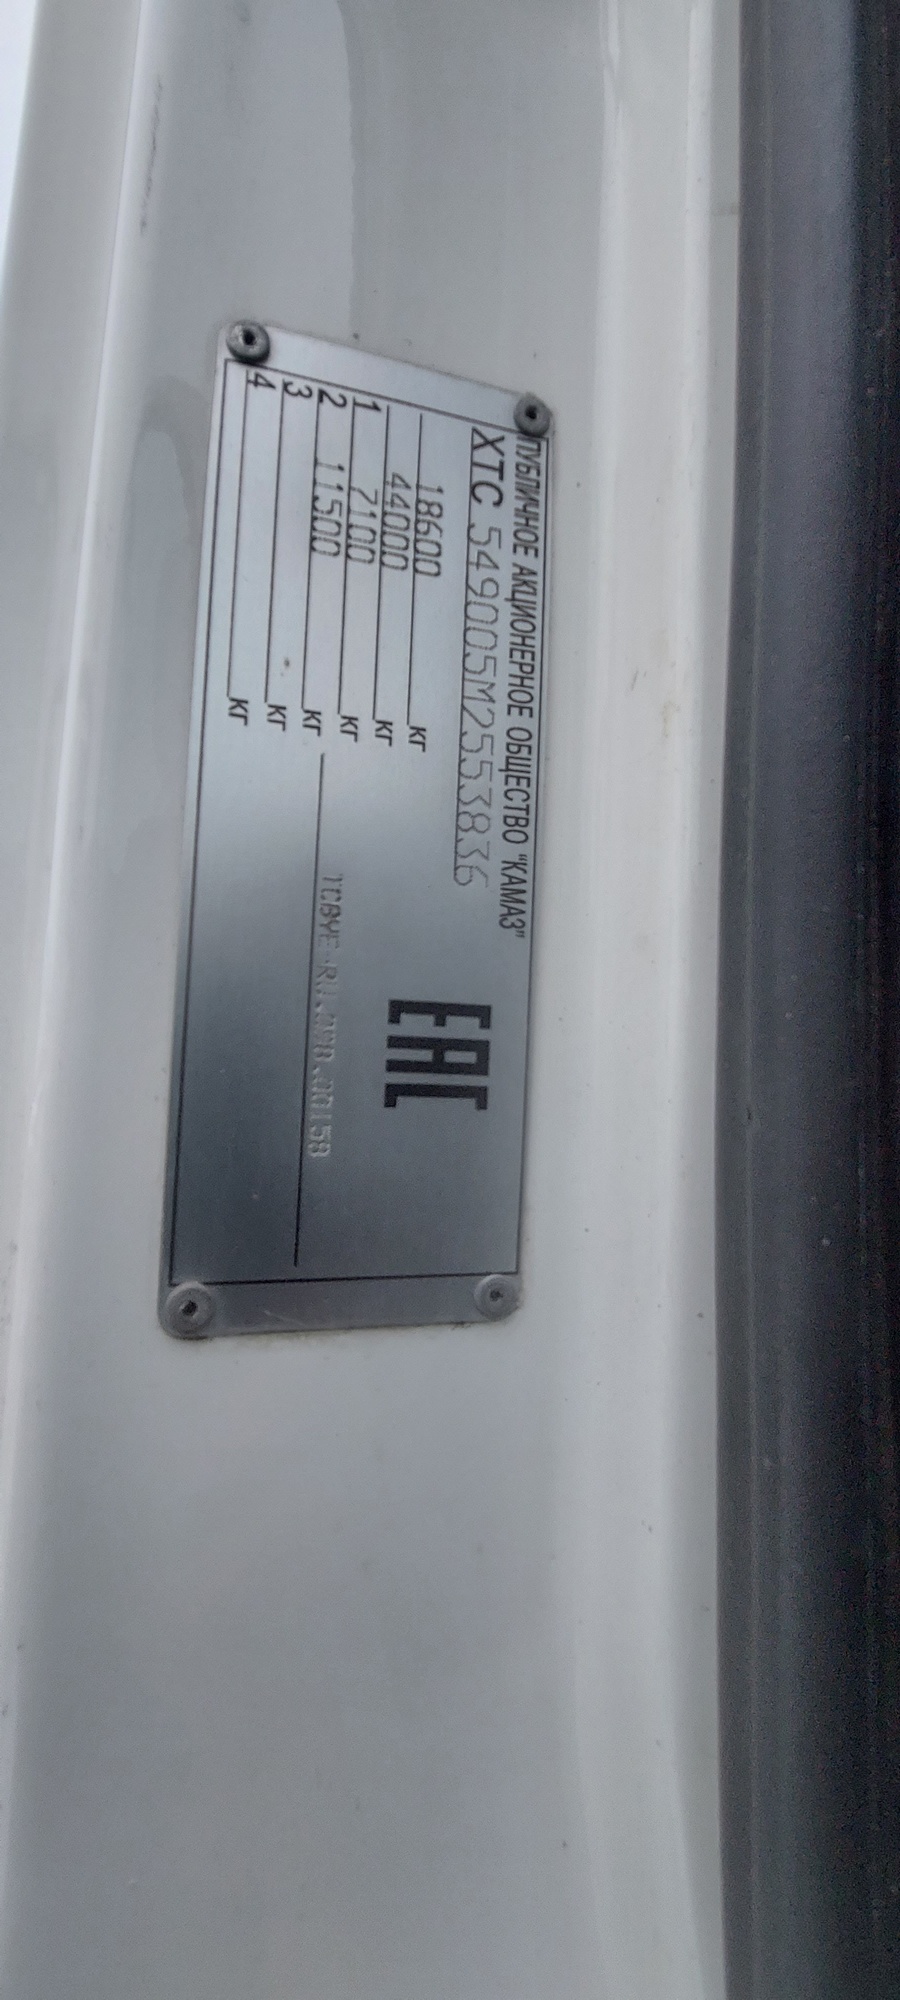 ПУБЛИЧНОЕ АКЦИОНЕРНОЕ ОБЩЕСТВО "КАМАЗ"
XTC 549005M2553836
18600 кг
44000 кг
1 7100 кг
2 11500 кг
3 кг
4 кг
EAC